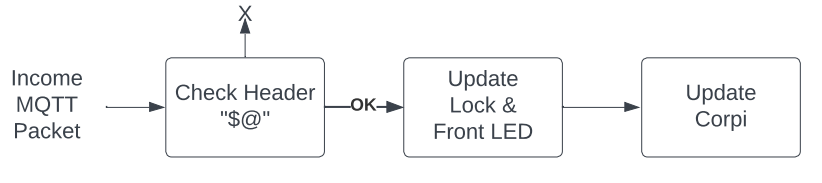 X
Income
MQTT
Packet
Check Header
"$@"
OK
Update
Lock &
Front LED
Update
Corpi